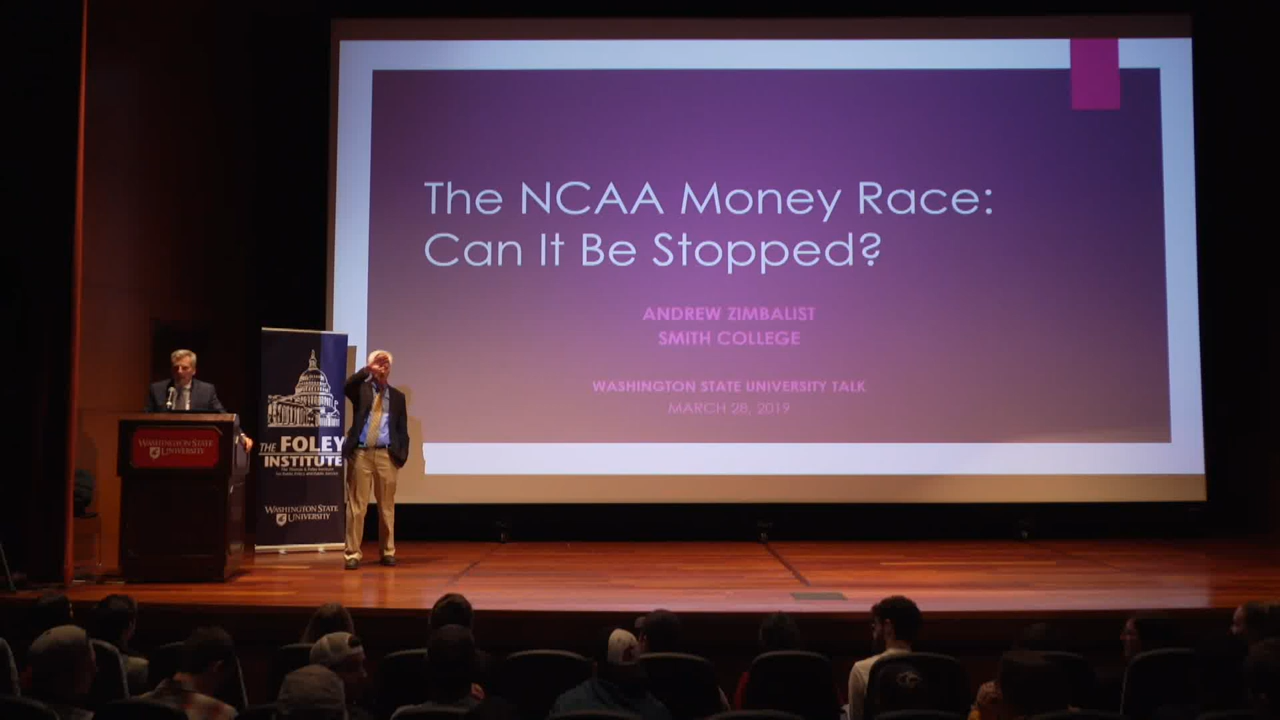 The NCAA Money Race:
Can It Be Stopped?
ANDREW ZIMBALIST
SMITH COLLEGE
WASHINGTON STATE UNIVERSITY TALK
MARCH 28, 2019
WASHINGTON STATE
UNIVERSITY
THE FOLEY
INSTITUTE
WASHINGTON STATE
UNIVERSITY